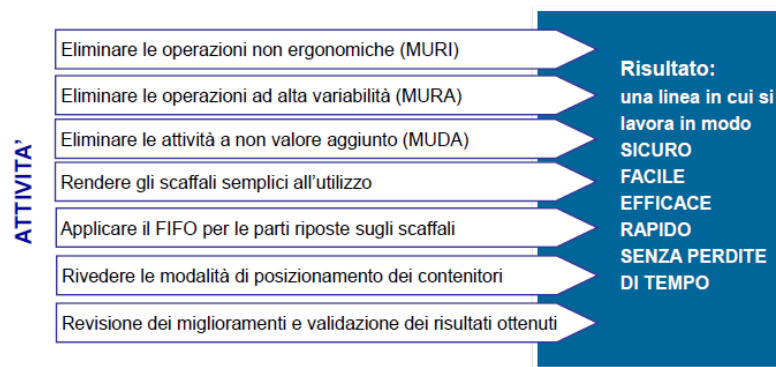 ATTIVITA'
Eliminare le operazioni non ergonomiche (MURI)
Eliminare le operazioni ad alta variabilità (MURA)
Eliminare le attività a non valore aggiunto (MUDA)
Rendere gli scaffali semplici all'utilizzo
Applicare il FIFO per le parti riposte sugli scaffali
Rivedere le modalità di posizionamento dei contenitori
Revisione dei miglioramenti e validazione dei risultati ottenuti
Risultato:
una linea in cui si
lavora in modo
SICURO
FACILE
EFFICACE
RAPIDO
SENZA PERDITE
DI TEMPO